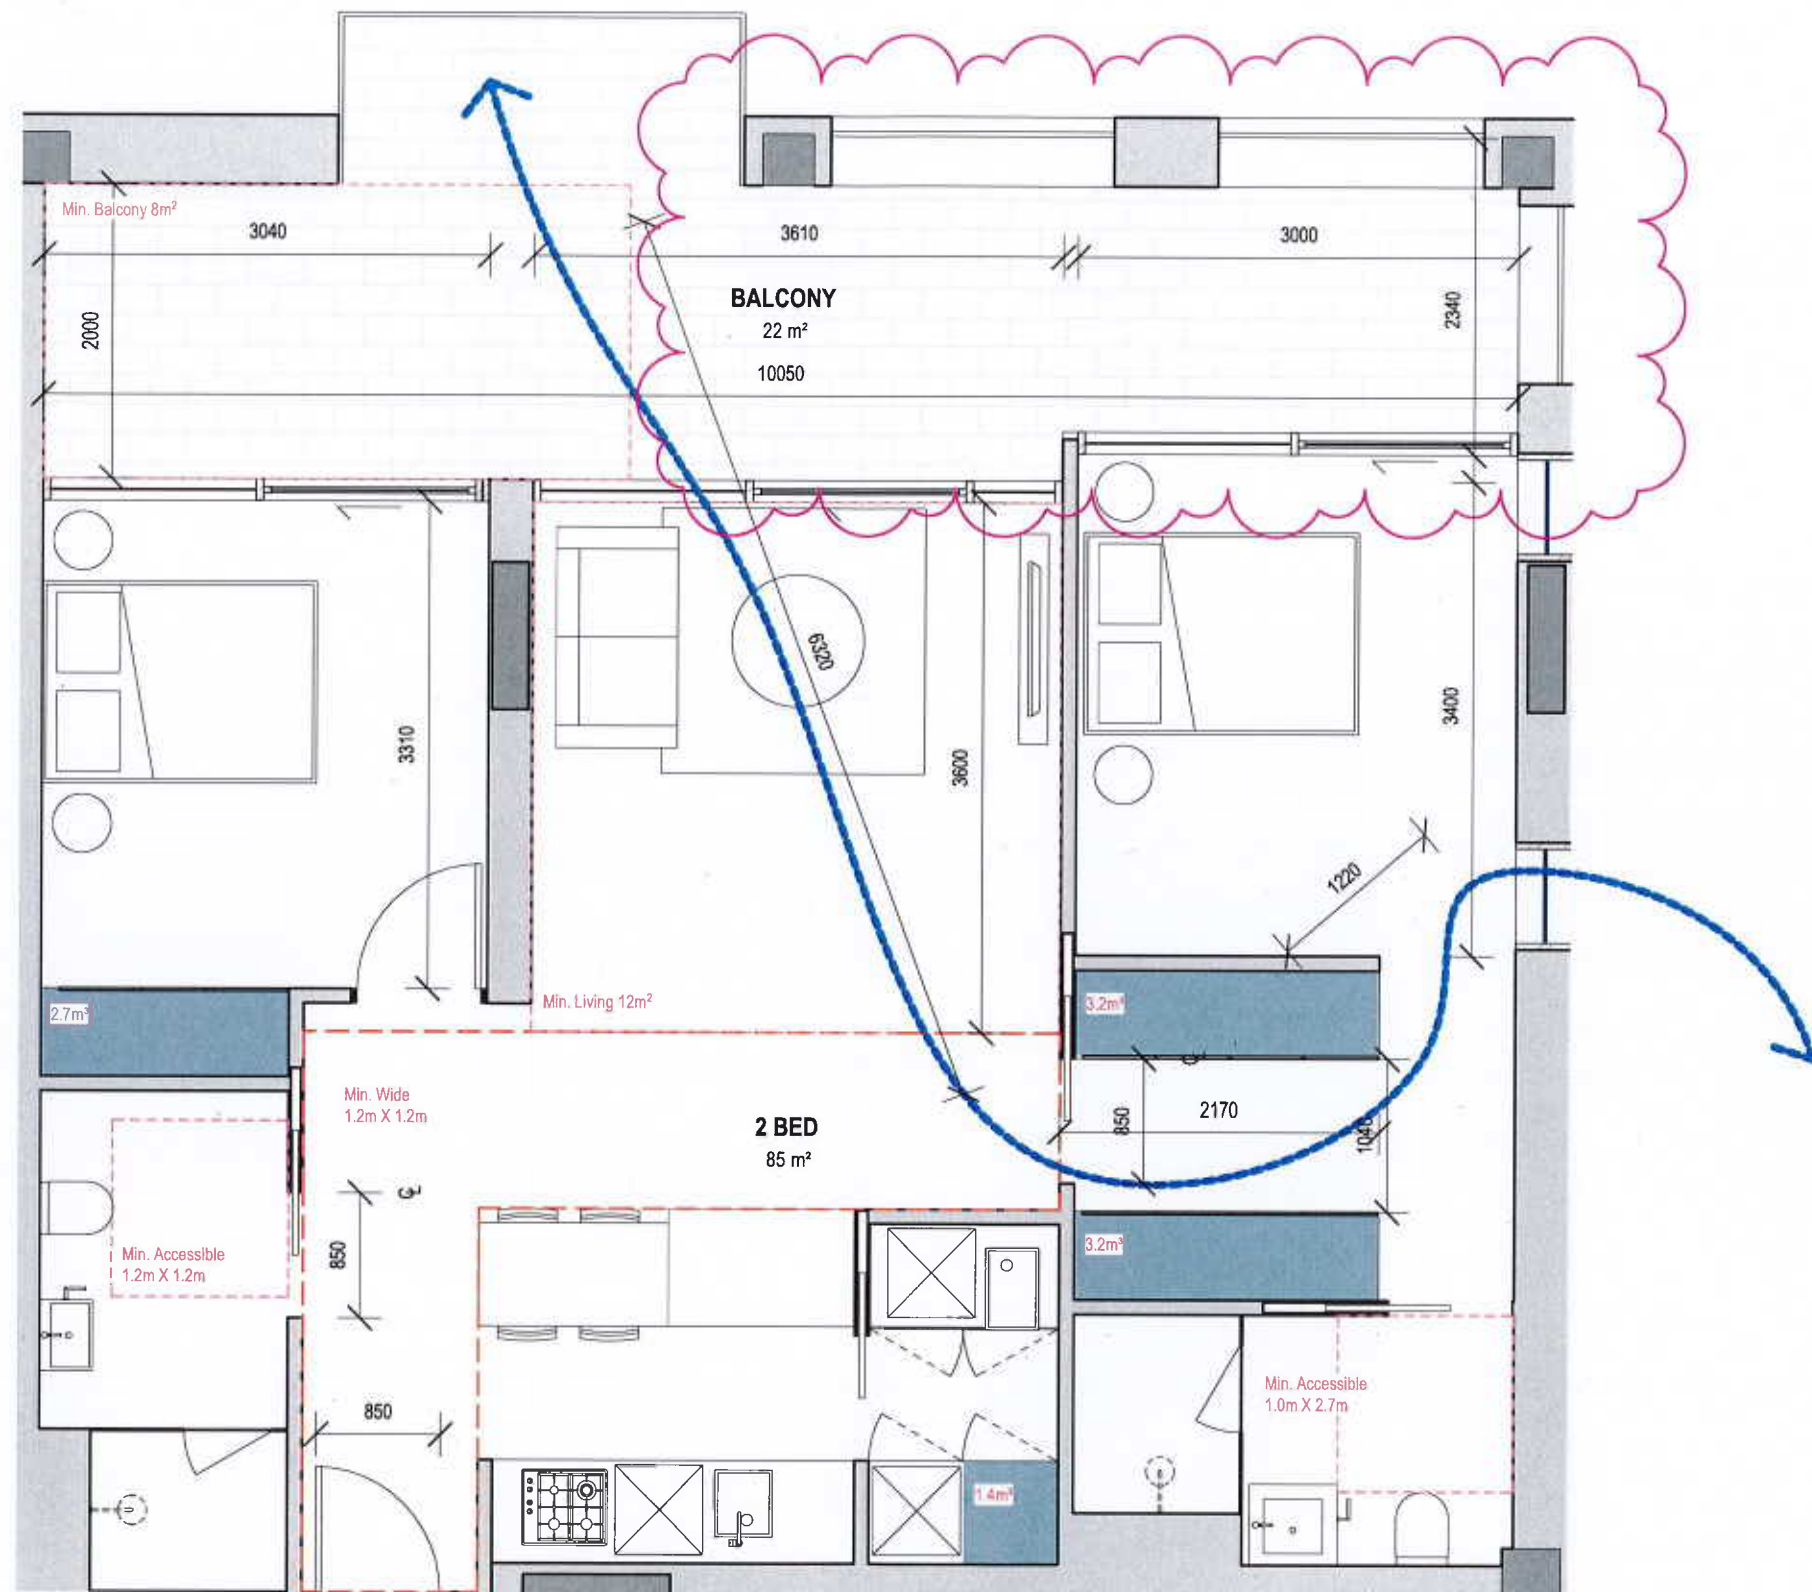 Min. Balcony 8m²
3040
3610
3000
2000
BALCONY
22 m²
10050
2340
6320
3310
3600
3400
1220
2.7m³
Min. Living 12m²
3.2m³
Min. Wide
1.2m X 1.2m
2 BED
85 m²
850
2170
1040
850
Min. Accessible
1.2m X 1.2m
3.2m³
850
Min. Accessible
1.0m X 2.7m
1.4m³